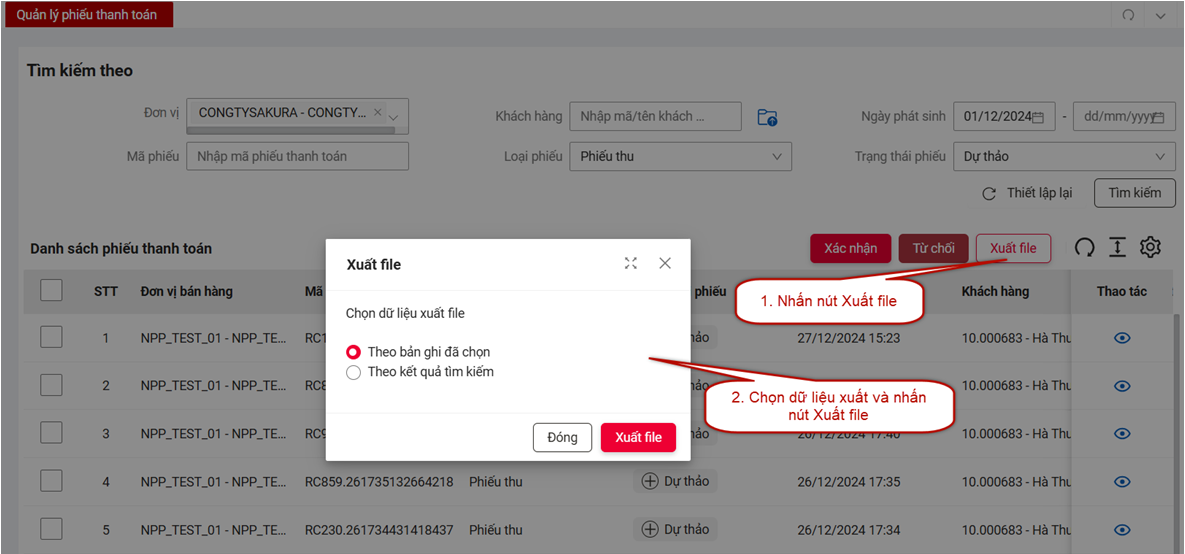 Quản lý phiếu thanh toán
Tìm kiếm theo
Đơn vị CONGTYSAKURA - CONGTY... Khách hàng Nhập mã/tên khách ... Ngày phát sinh 01/12/2024 - dd/mm/yyyy
Mã phiếu Nhập mã phiếu thanh toán Loại phiếu Phiếu thu Trạng thái phiếu Dự thảo
Thiết lập lại Tìm kiếm
Danh sách phiếu thanh toán Xác nhận Từ chối Xuất file
Xuất file
STT Đơn vị bán hàng Mã phiếu Khách hàng Thao tác
1. Nhấn nút Xuất file
Chọn dữ liệu xuất file
1 NPP_TEST_01 - NPP_TE... 27/12/2024 15:23 10.000683 - Hà Thu
Theo bản ghi đã chọn
Theo kết quả tìm kiếm
2 NPP_TEST_01 - NPP_TE... 10.000683 - Hà Thu
2. Chọn dữ liệu xuất và nhấn
nút Xuất file
3 NPP_TEST_01 - NPP_TE... 26/12/2024 17:40 10.000683 - Hà Thu
Đóng Xuất file
4 NPP_TEST_01 - NPP_TE... RC859.261735132664218 Phiếu thu Dự thảo 26/12/2024 17:35 10.000683 - Hà Thu
5 NPP_TEST_01 - NPP_TE... RC230.261734431418437 Phiếu thu Dự thảo 26/12/2024 17:34 10.000683 - Hà Thu